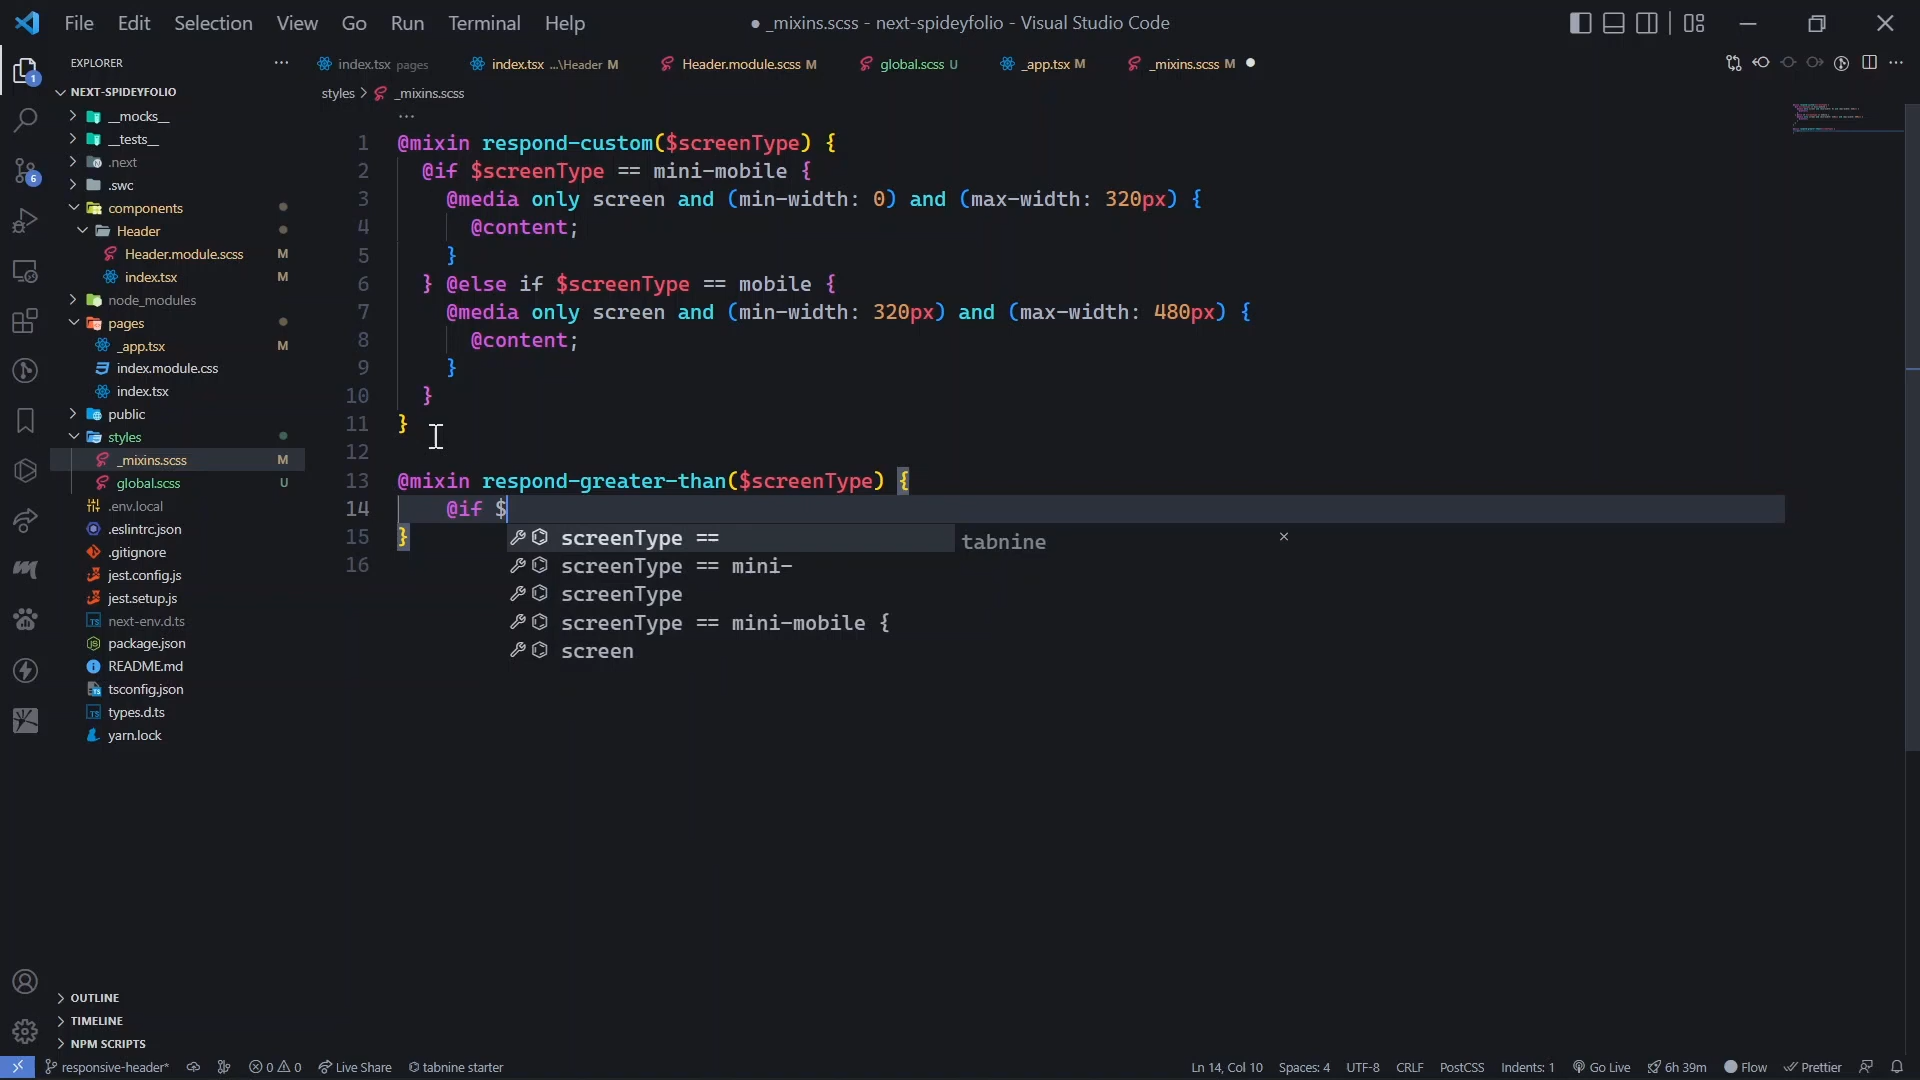 File Edit Selection View Go Run Terminal Help
● _mixins.scss - next-spideyfolio - Visual Studio Code
EXPLORER ···
index.tsx pages
index.tsx ...\Header M
Header.module.scss M
global.scss U
_app.tsx M
_mixins.scss M ●
NEXT-SPIDEYFOLIO
styles > _mixins.scss
__mocks__
__tests__
.next
.swc
components
Header
Header.module.scss M
index.tsx M
node_modules
pages
_app.tsx M
index.module.css
index.tsx
public
styles
_mixins.scss M
global.scss U
.env.local
.eslintrc.json
.gitignore
jest.config.js
jest.setup.js
next-env.d.ts
package.json
README.md
tsconfig.json
types.d.ts
yarn.lock
OUTLINE
TIMELINE
NPM SCRIPTS
1
6
···
1 @mixin respond-custom($screenType) {
2 @if $screenType == mini-mobile {
3 @media only screen and (min-width: 0) and (max-width: 320px) {
4 @content;
5 }
6 } @else if $screenType == mobile {
7 @media only screen and (min-width: 320px) and (max-width: 480px) {
8 @content;
9 }
10 }
11 }
12
13 @mixin respond-greater-than($screenType) {
14 @if $
15 }
16
screenType == tabnine
screenType == mini-
screenType
screenType == mini-mobile {
screen
responsive-header* 0 0 Live Share tabnine starter
Ln 14, Col 10 Spaces: 4 UTF-8 CRLF PostCSS Indents: 1 Go Live 6h 39m Flow Prettier